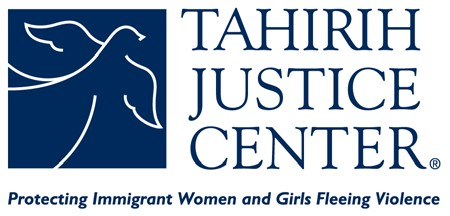 TAHIRIH
JUSTICE
CENTER®
Protecting Immigrant Women and Girls Fleeing Violence